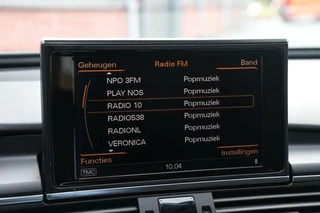 Geheugen Radio FM Band
NPO 3FM Popmuziek
PLAY NOS Popmuziek
RADIO 10 Popmuziek
RADIO538 Popmuziek
RADIONL Popmuziek
VERONICA Popmuziek
Functies Instellingen
TMC 10:04